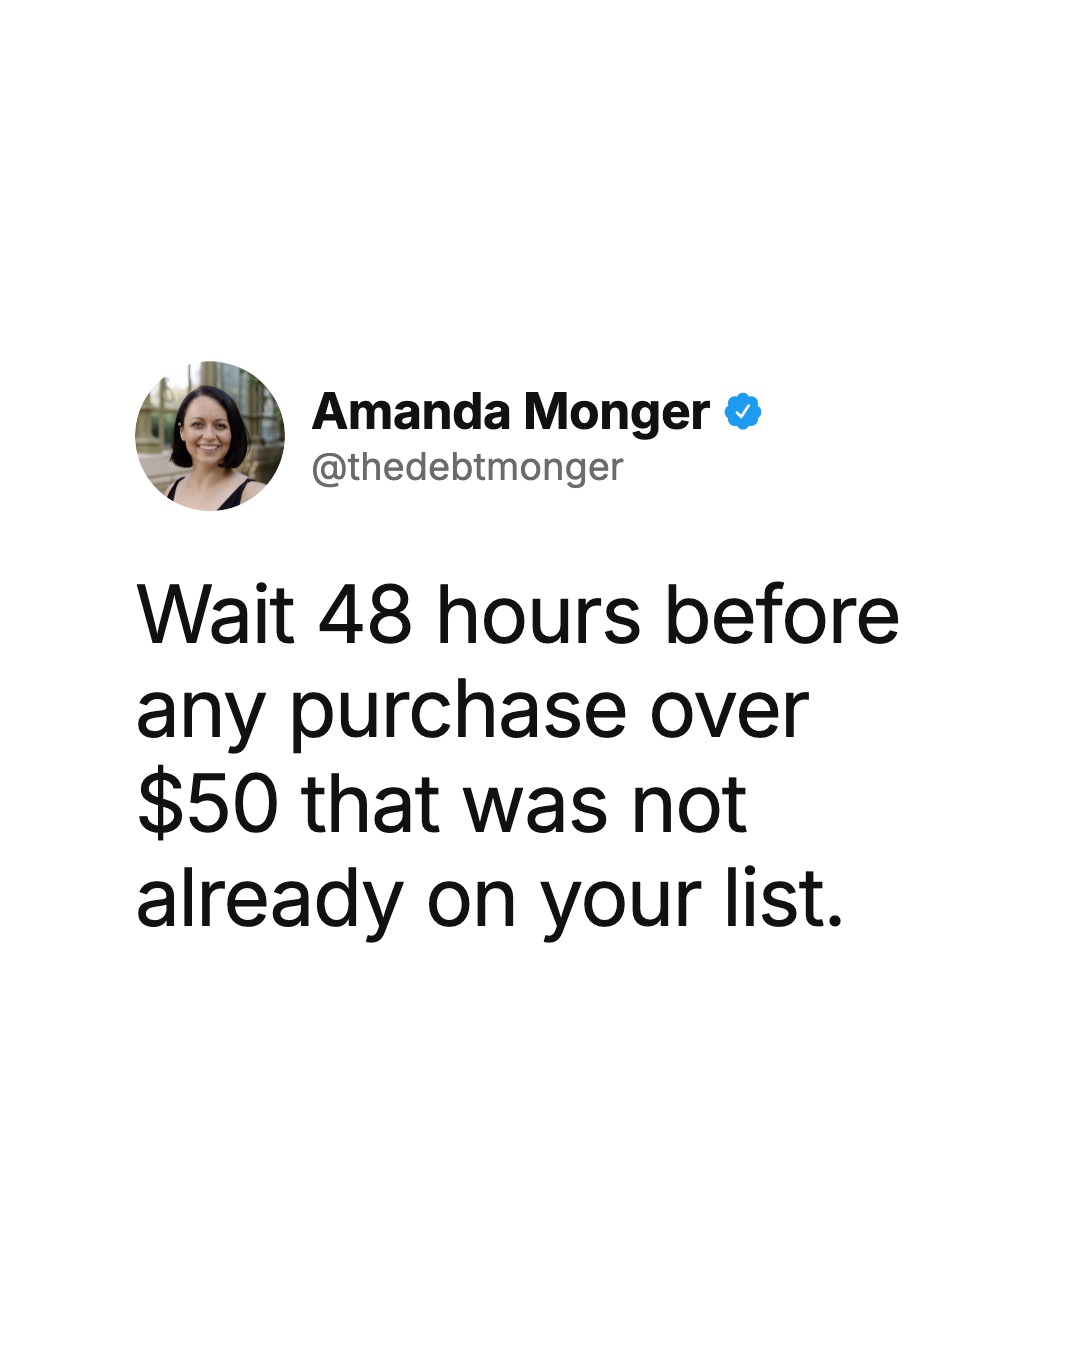 Amanda Monger
@thedebtmonger
Wait 48 hours before
any purchase over
$50 that was not
already on your list.